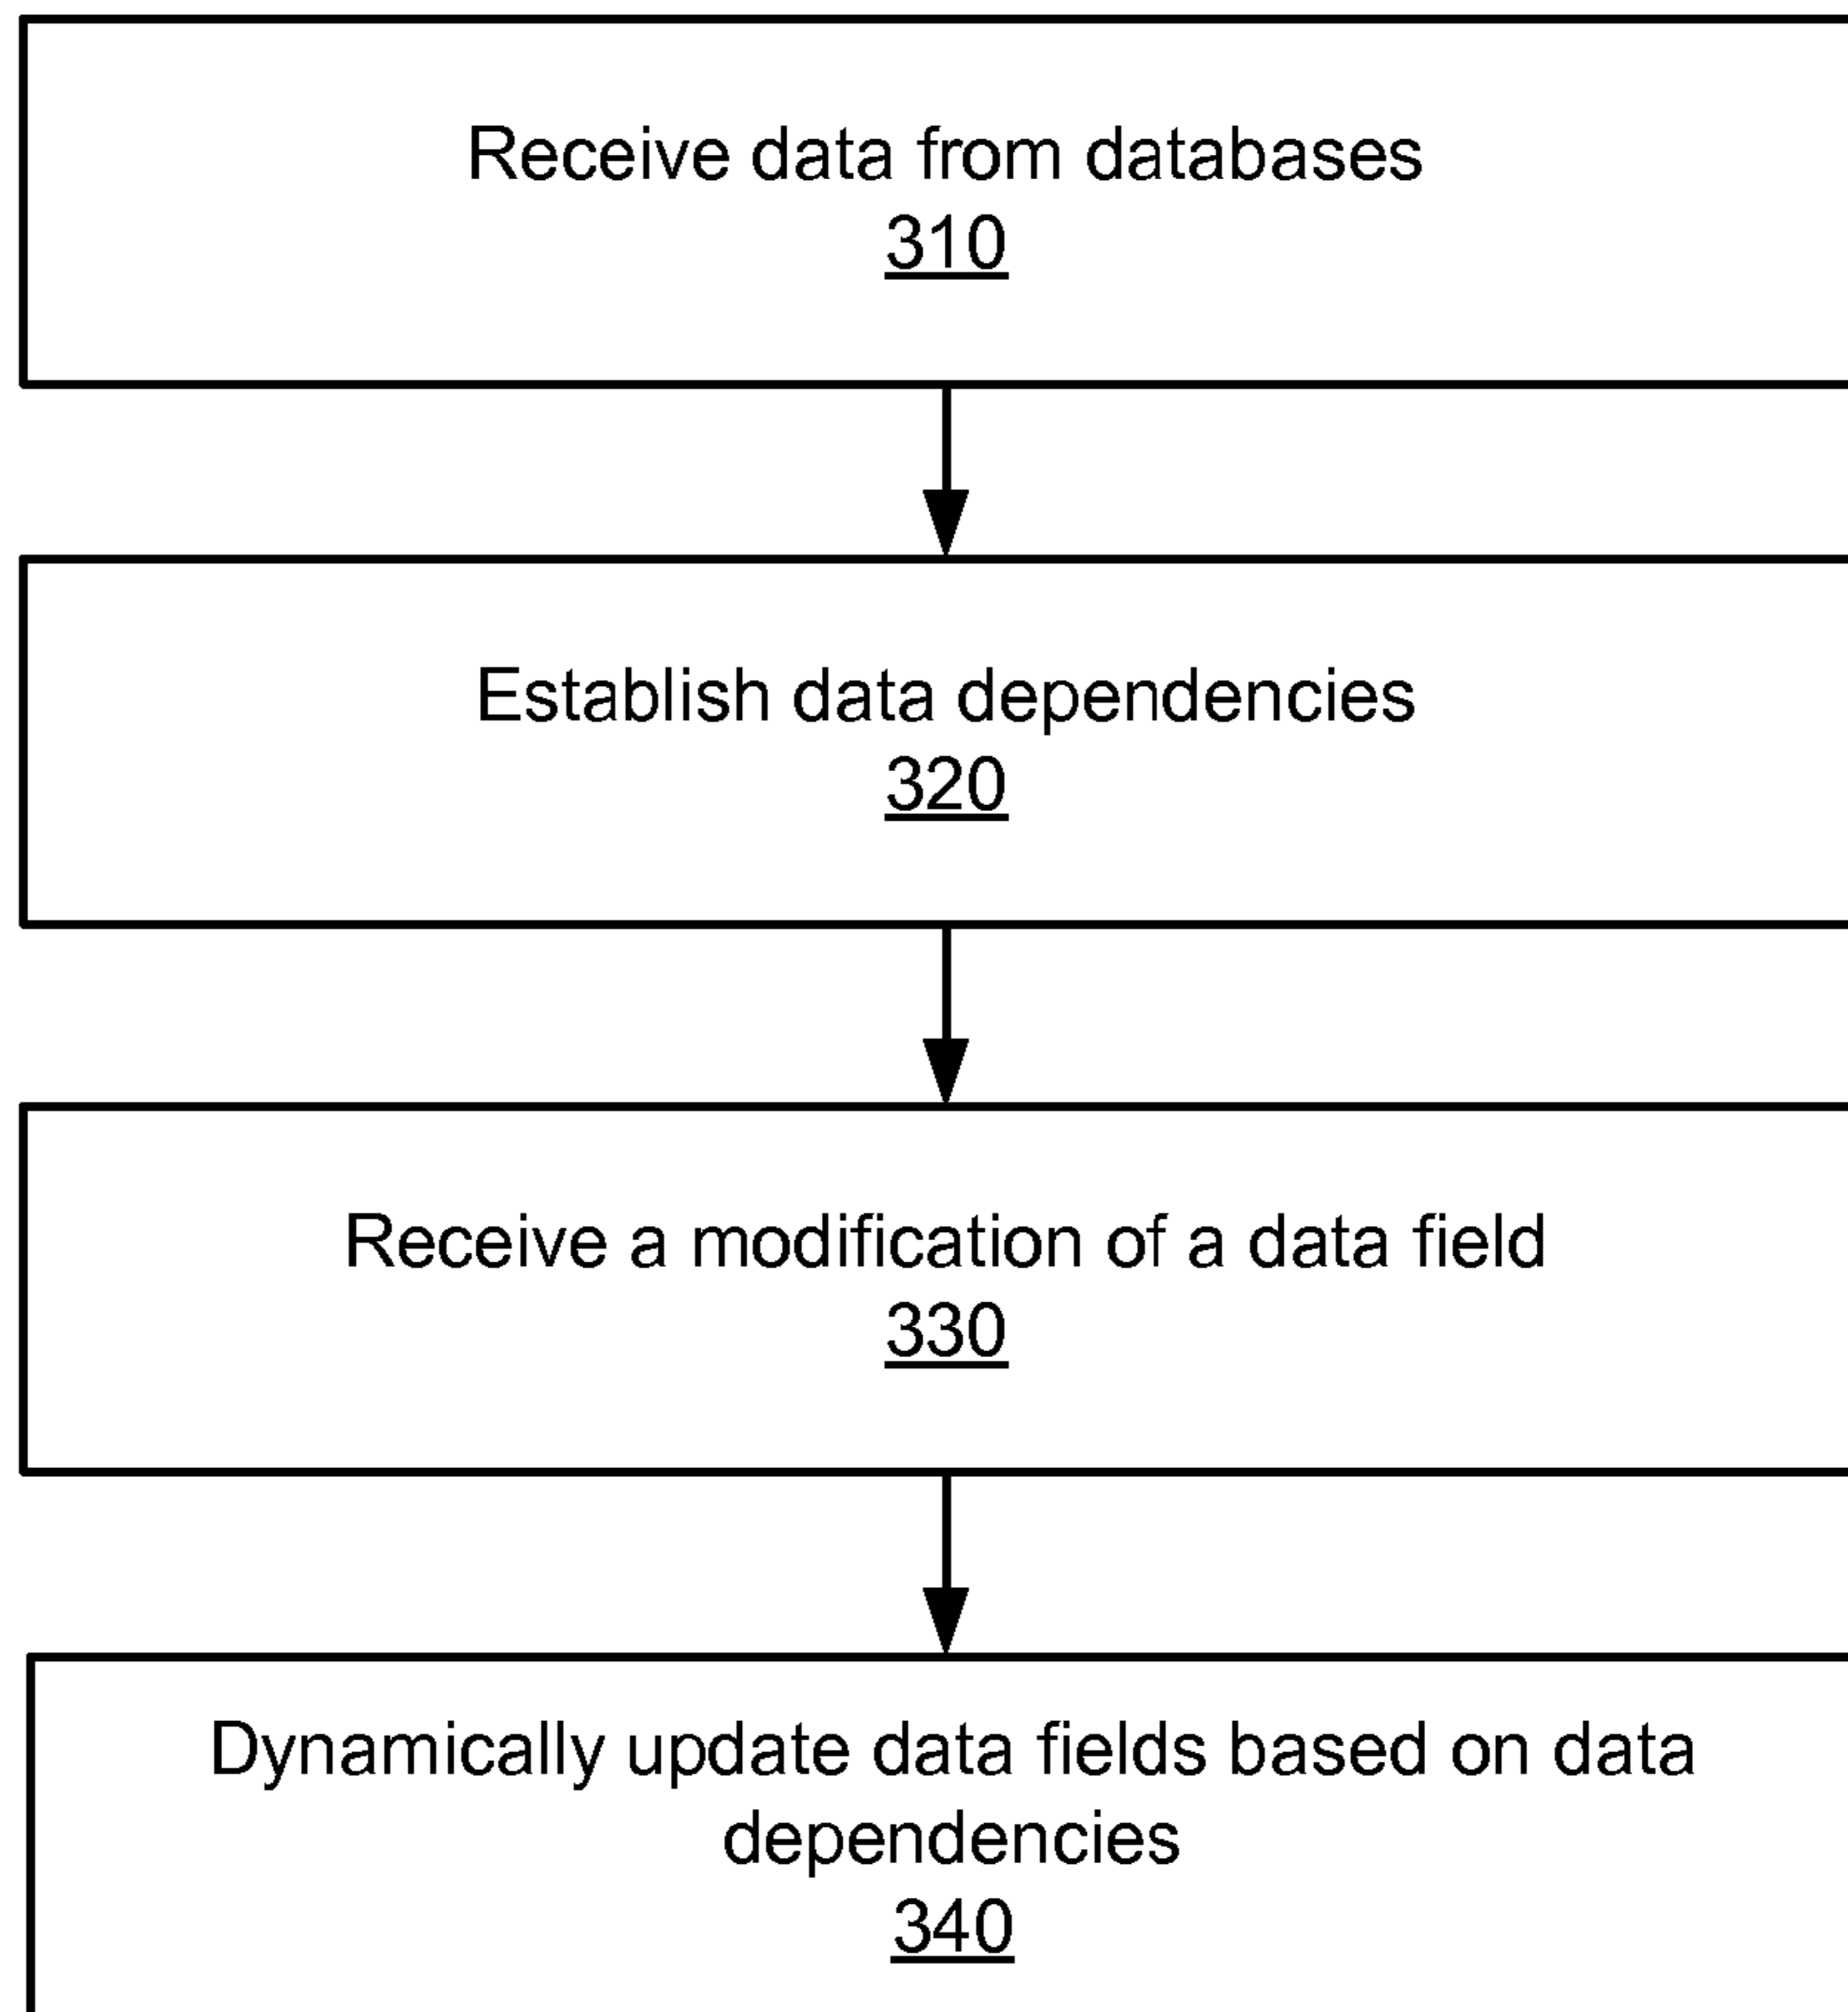 Receive data from databases
310
Establish data dependencies
320
Receive a modification of a data field
330
Dynamically update data fields based on data
dependencies
340